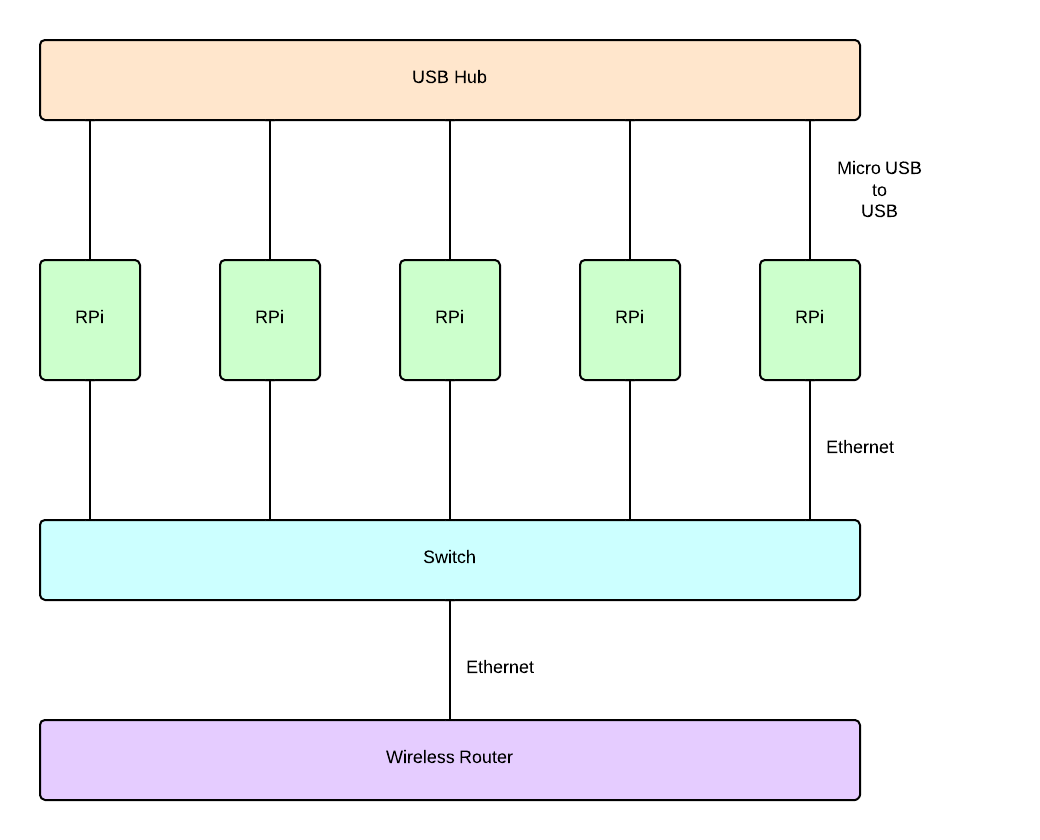 USB Hub
Micro USB
to
USB
RPi
RPi
RPi
RPi
RPi
Ethernet
Switch
Ethernet
Wireless Router